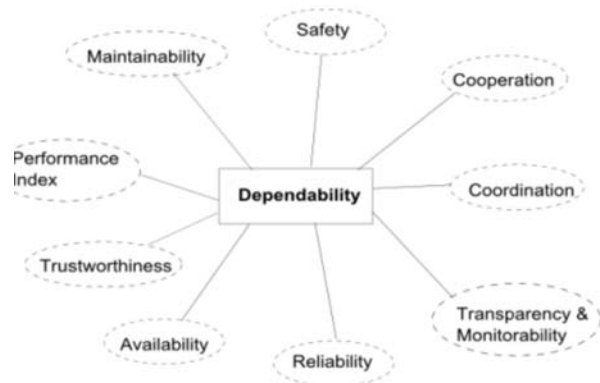 Safety
Maintainability
Cooperation
Performance
Index
Dependability
Coordination
Trustworthiness
Transparency &
Monitorability
Availability
Reliability